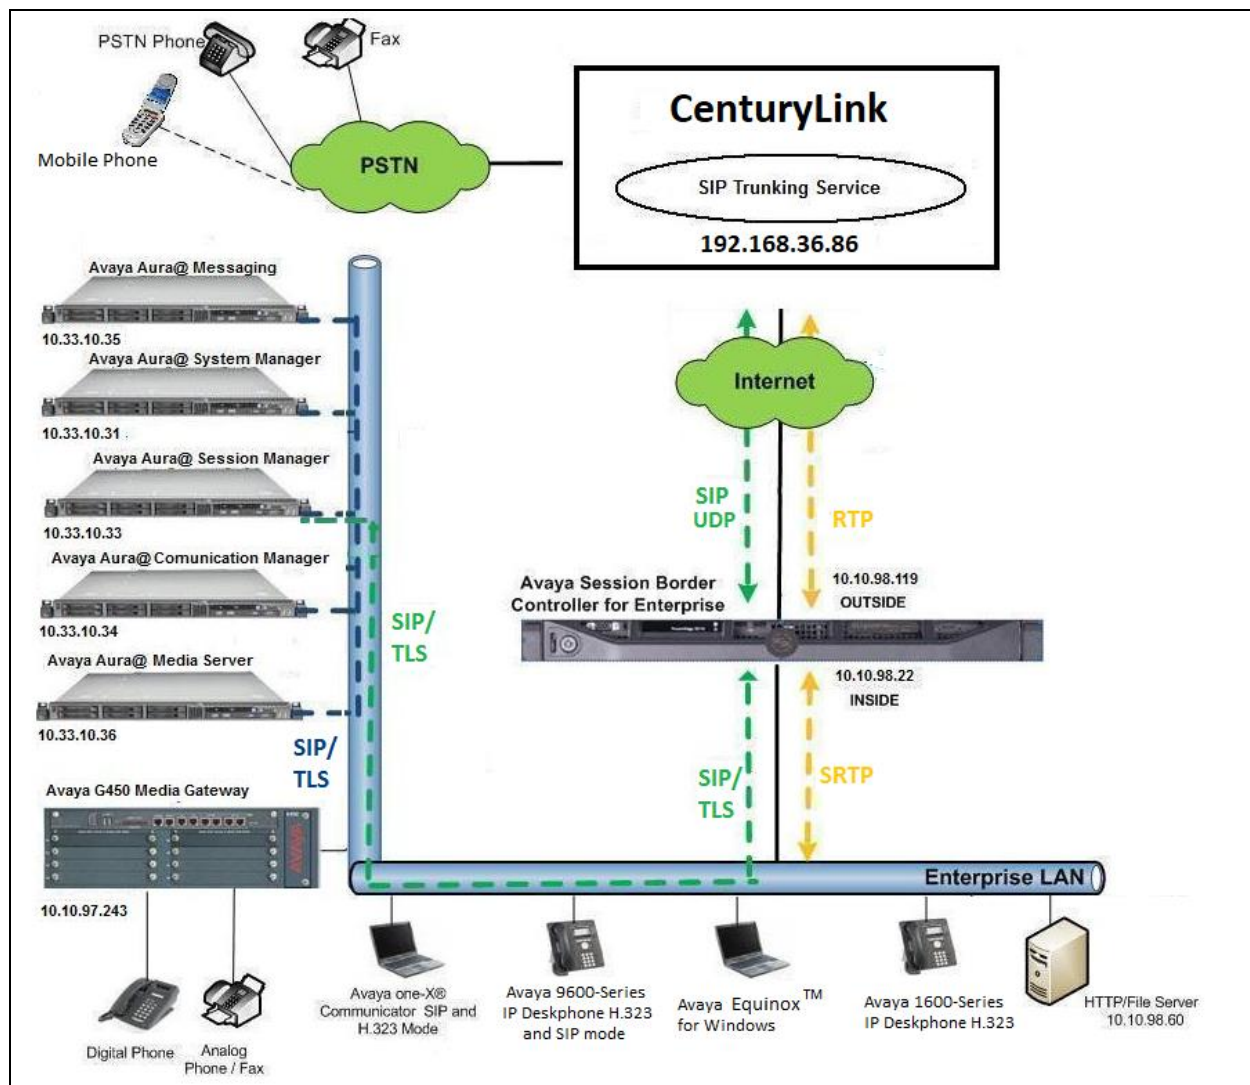 PSTN Phone
Fax
Mobile Phone
PSTN
CenturyLink
SIP Trunking Service
192.168.36.86
Avaya Aura@ Messaging
10.33.10.35
Avaya Aura@ System Manager
10.33.10.31
Avaya Aura@ Session Manager
10.33.10.33
Avaya Aura@ Comunication Manager
10.33.10.34
Avaya Aura@ Media Server
10.33.10.36
SIP/
TLS
SIP/
TLS
Internet
SIP
UDP
RTP
Avaya Session Border
Controller for Enterprise
10.10.98.119
OUTSIDE
10.10.98.22
INSIDE
SIP/
TLS
SRTP
Avaya G450 Media Gateway
AVAYA
10.10.97.243
Enterprise LAN
Digital Phone
Analog
Phone / Fax
Avaya one-X®
Communicator SIP and
H.323 Mode
Avaya 9600-Series
IP Deskphone H.323
and SIP mode
Avaya Equinox™
for Windows
Avaya 1600-Series
IP Deskphone H.323
HTTP/File Server
10.10.98.60